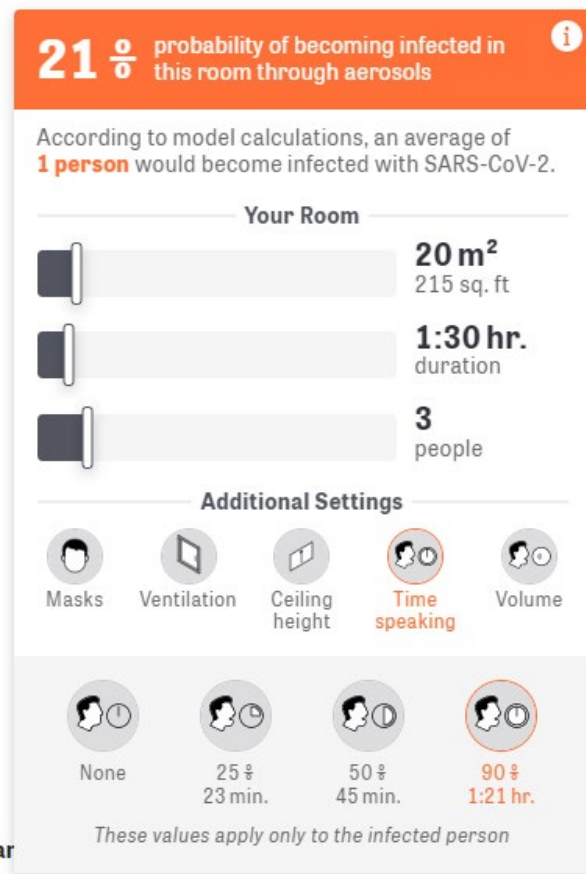 21 % probability of becoming infected in
this room through aerosols
i
According to model calculations, an average of
1 person would become infected with SARS-CoV-2.
Your Room
20 m²
215 sq. ft
1:30 hr.
duration
3
people
Additional Settings
Masks Ventilation Ceiling height Time speaking Volume
None 25 % 50 % 90 %
23 min. 45 min. 1:21 hr.
These values apply only to the infected person